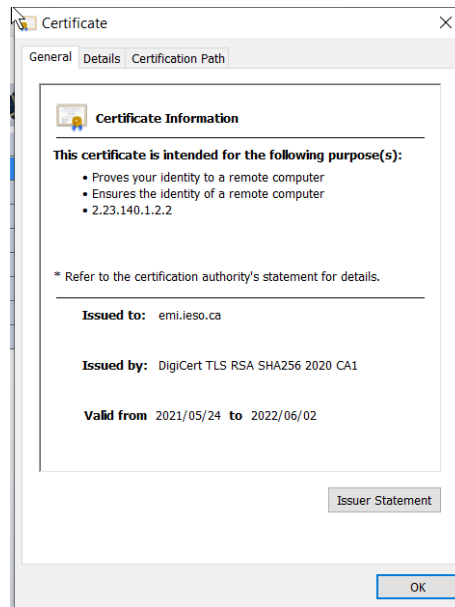 Certificate
General Details Certification Path
Certificate Information
This certificate is intended for the following purpose(s):
• Proves your identity to a remote computer
• Ensures the identity of a remote computer
• 2.23.140.1.2.2
* Refer to the certification authority's statement for details.
Issued to: emi.ieso.ca
Issued by: DigiCert TLS RSA SHA256 2020 CA1
Valid from 2021/05/24 to 2022/06/02
Issuer Statement
OK